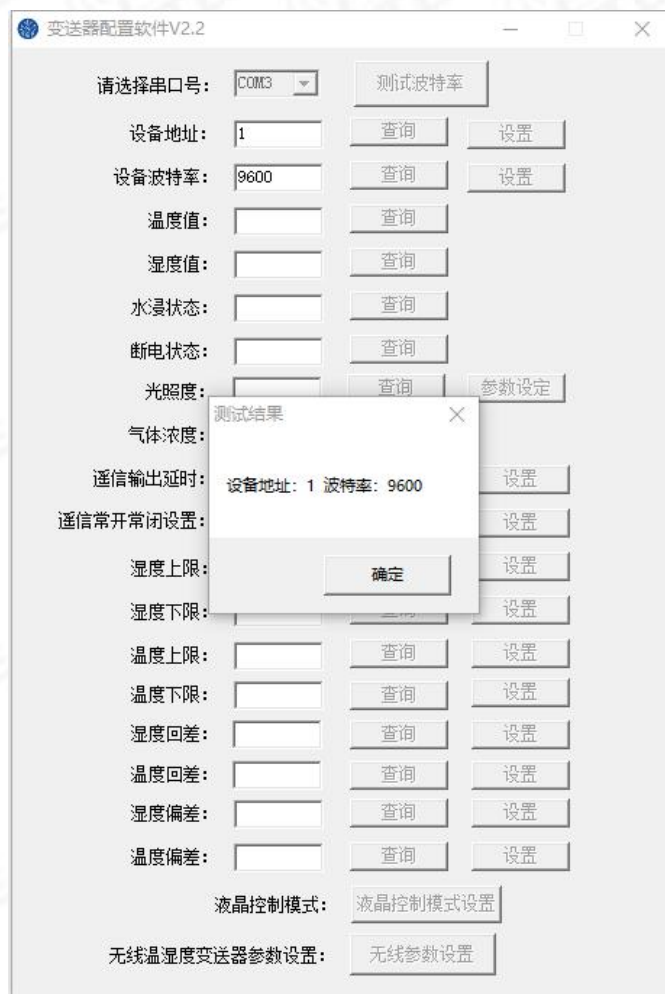 变送器配置软件V2.2
请选择串口号： COM3 测试波特率
设备地址： 1 查询 设置
设备波特率： 9600 查询 设置
温度值： 查询
湿度值： 查询
水浸状态： 查询
断电状态： 查询
光照度： 查询 参数设定
测试结果
气体浓度：
遥信输出延时： 设置
设备地址：1 波特率：9600
遥信常开常闭设置： 设置
湿度上限： 设置
确定
湿度下限： 设置
温度上限： 查询 设置
温度下限： 查询 设置
湿度回差： 查询 设置
温度回差： 查询 设置
湿度偏差： 查询 设置
温度偏差： 查询 设置
液晶控制模式： 液晶控制模式设置
无线温湿度变送器参数设置： 无线参数设置